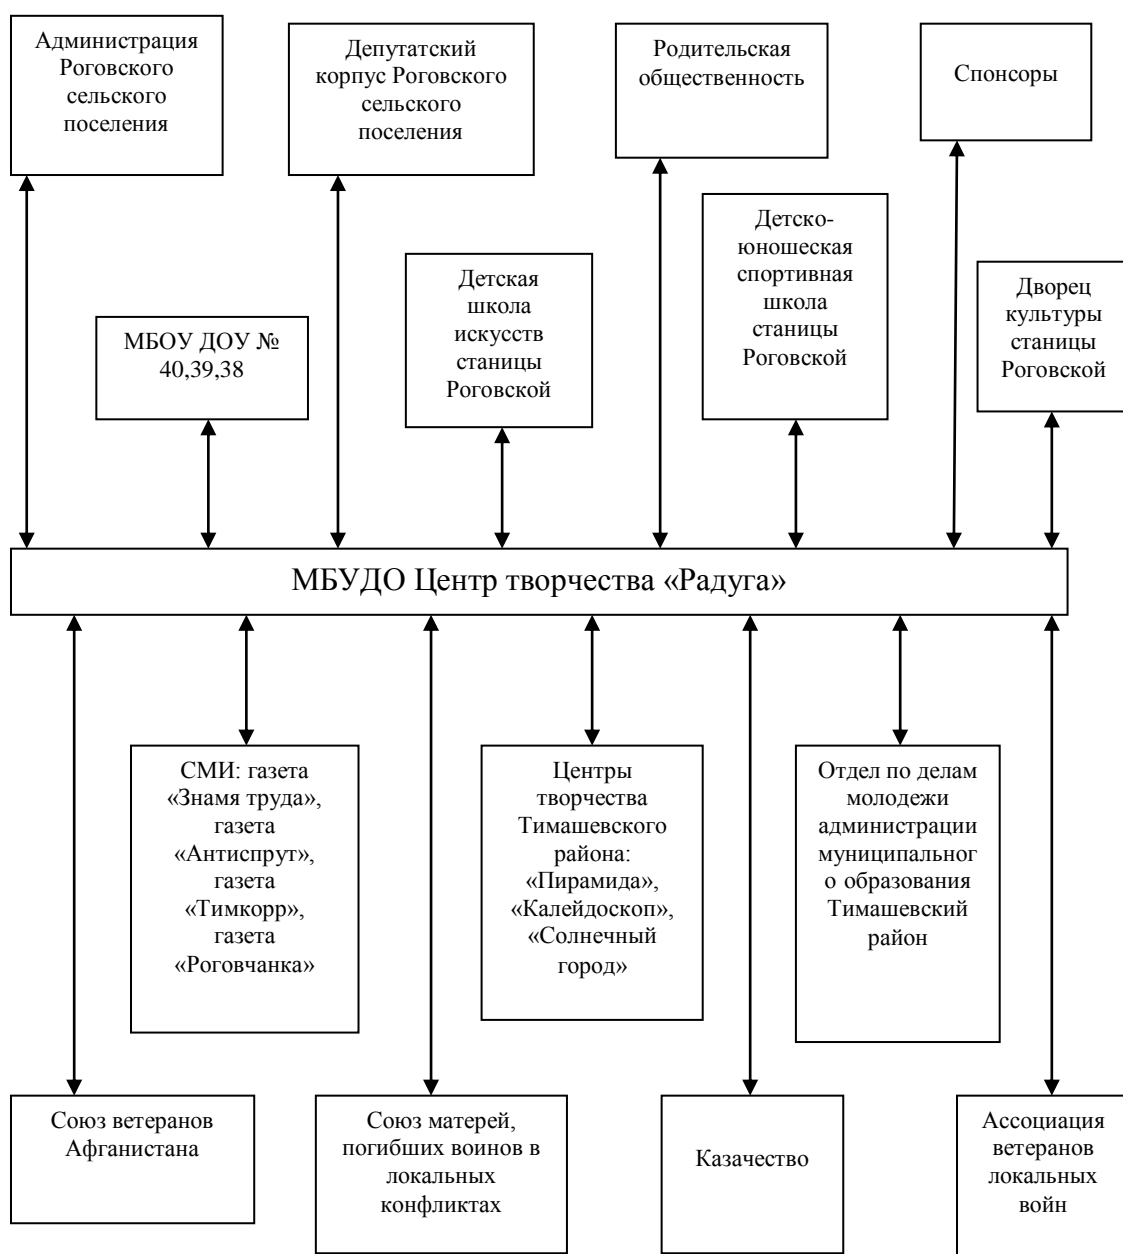 Администрация
Роговского
сельского
поселения
Депутатский
корпус Роговского
сельского
поселения
Родительская
общественность
Спонсоры
МБОУ ДОУ №
40,39,38
Детская
школа
искусств
станицы
Роговской
Детско-
юношеская
спортивная
школа
станицы
Роговской
Дворец
культуры
станицы
Роговской
МБУДО Центр творчества «Радуга»
СМИ: газета
«Знамя труда»,
газета
«Антиспрут»,
газета
«Тимкорр»,
газета
«Роговчанка»
Центры
творчества
Тимашевского
района:
«Пирамида»,
«Калейдоскоп»,
«Солнечный
город»
Отдел по делам
молодежи
администрации
муниципальног
о образования
Тимашевский
район
Союз ветеранов
Афганистана
Союз матерей,
погибших воинов в
локальных
конфликтах
Казачество
Ассоциация
ветеранов
локальных
войн